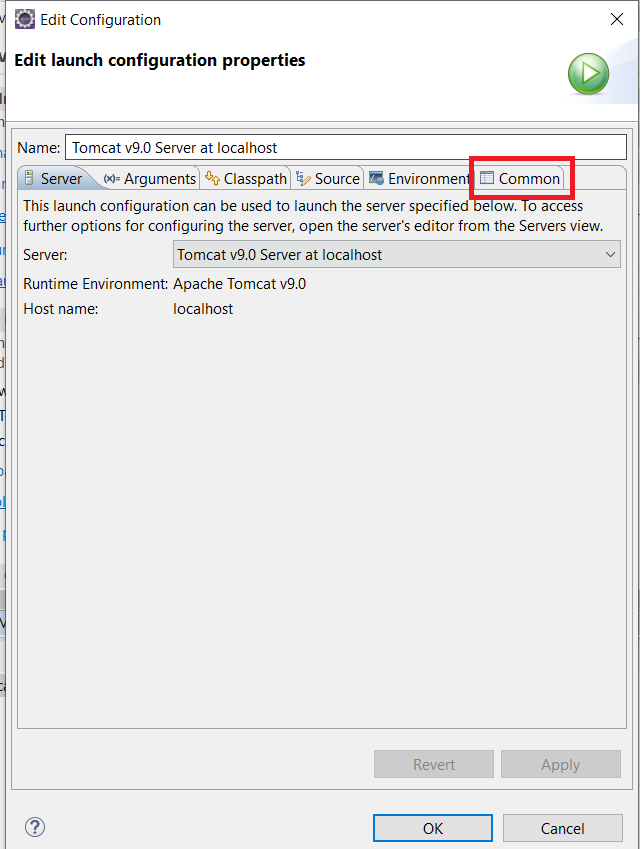 Edit Configuration
Edit launch configuration properties
Name: Tomcat v9.0 Server at localhost
Server (x)= Arguments Classpath Source Environment Common
This launch configuration can be used to launch the server specified below. To access
further options for configuring the server, open the server's editor from the Servers view.
Server: Tomcat v9.0 Server at localhost
Runtime Environment: Apache Tomcat v9.0
Host name: localhost
Revert Apply
? OK Cancel